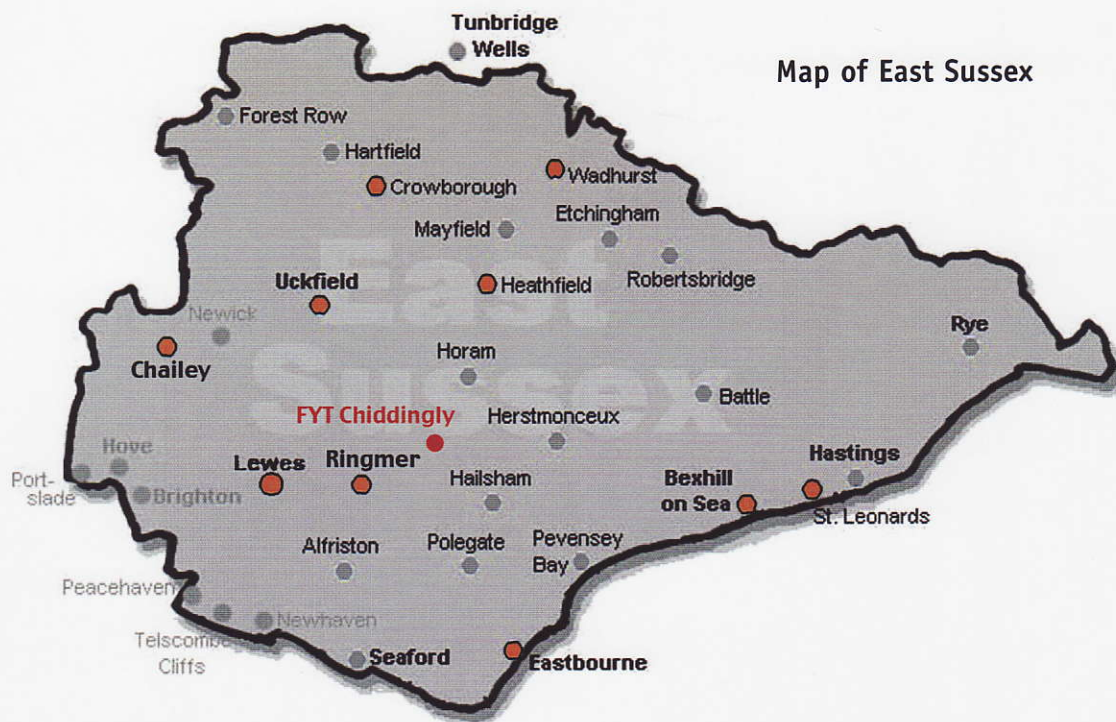 Tunbridge
Wells
Map of East Sussex
Forest Row
Hartfield
Crowborough
Wadhurst
Etchingham
Mayfield
Robertsbridge
East
Sussex
Uckfield
Heathfield
Newick
Chailey
Rye
Horam
Battle
FYT Chiddingly
Herstmonceux
Hove
Port-
slade
Brighton
Lewes
Ringmer
Hailsham
Bexhill
on Sea
Hastings
St. Leonards
Alfriston
Polegate
Pevensey
Bay
Peacehaven
Newhaven
Telscombe
Cliffs
Seaford
Eastbourne